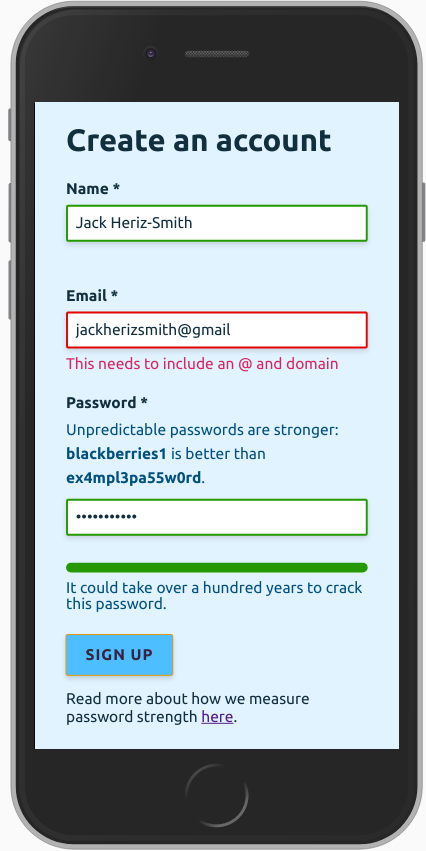 Create an account
Name *
Jack Heriz-Smith
Email *
jackherizsmith@gmail
This needs to include an @ and domain
Password *
Unpredictable passwords are stronger:
blackberries1 is better than
ex4mpl3pa55w0rd.
•••••••••••
It could take over a hundred years to crack
this password.
SIGN UP
Read more about how we measure
password strength here.